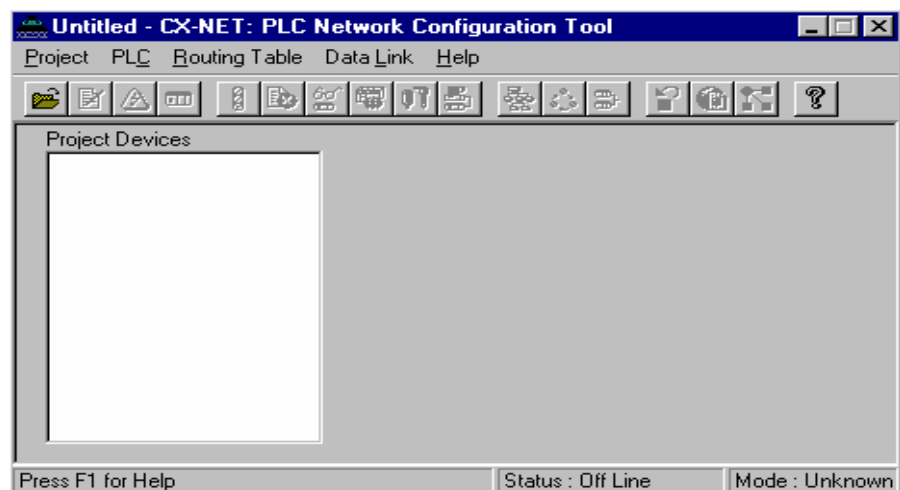 Untitled - CX-NET: PLC Network Configuration Tool
Project PLC Routing Table Data Link Help
Project Devices
Press F1 for Help Status : Off Line Mode : Unknown